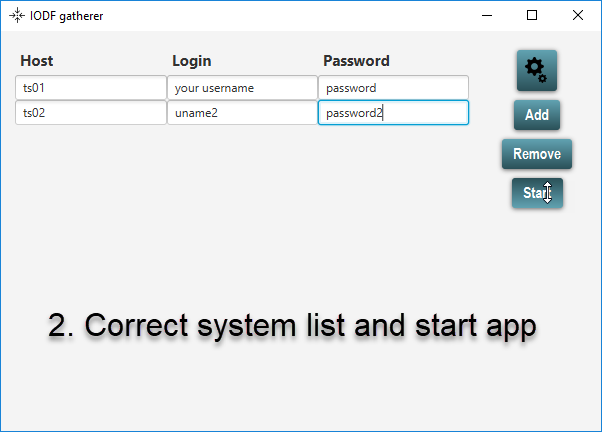 IODF gatherer
Host Login Password
ts01 your username password
ts02 uname2 password2
Add
Remove
Start
2. Correct system list and start app